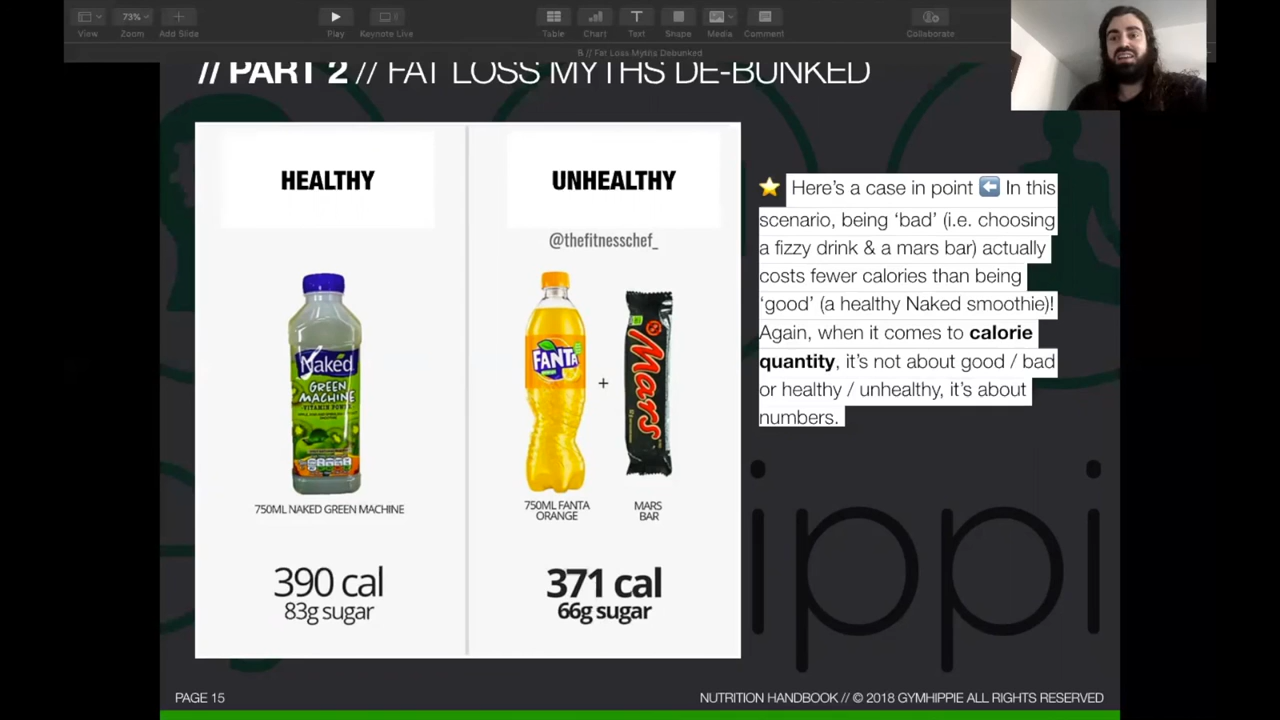 View
Zoom
73%
Add Slide
Play
Keynote Live
Table
Chart
Text
Shape
Media
Comment
Collaborate
Fat Loss Myths Debunked
// PART 2 // FAT LOSS MYTHS DE-BUNKED
HEALTHY
Naked
GREEN
MACHINE
750ML NAKED GREEN MACHINE
390 cal
83g sugar
UNHEALTHY
@thefitnesschef_
FANTA
+
Mars
750ML FANTA
ORANGE
MARS
BAR
371 cal
66g sugar
⭐ Here's a case in point ⬅️ In this
scenario, being 'bad' (i.e. choosing
a fizzy drink & a mars bar) actually
costs fewer calories than being
'good' (a healthy Naked smoothie)!
Again, when it comes to calorie
quantity, it's not about good / bad
or healthy / unhealthy, it's about
numbers.
ippi
PAGE 15
NUTRITION HANDBOOK // © 2018 GYMHIPPIE ALL RIGHTS RESERVED